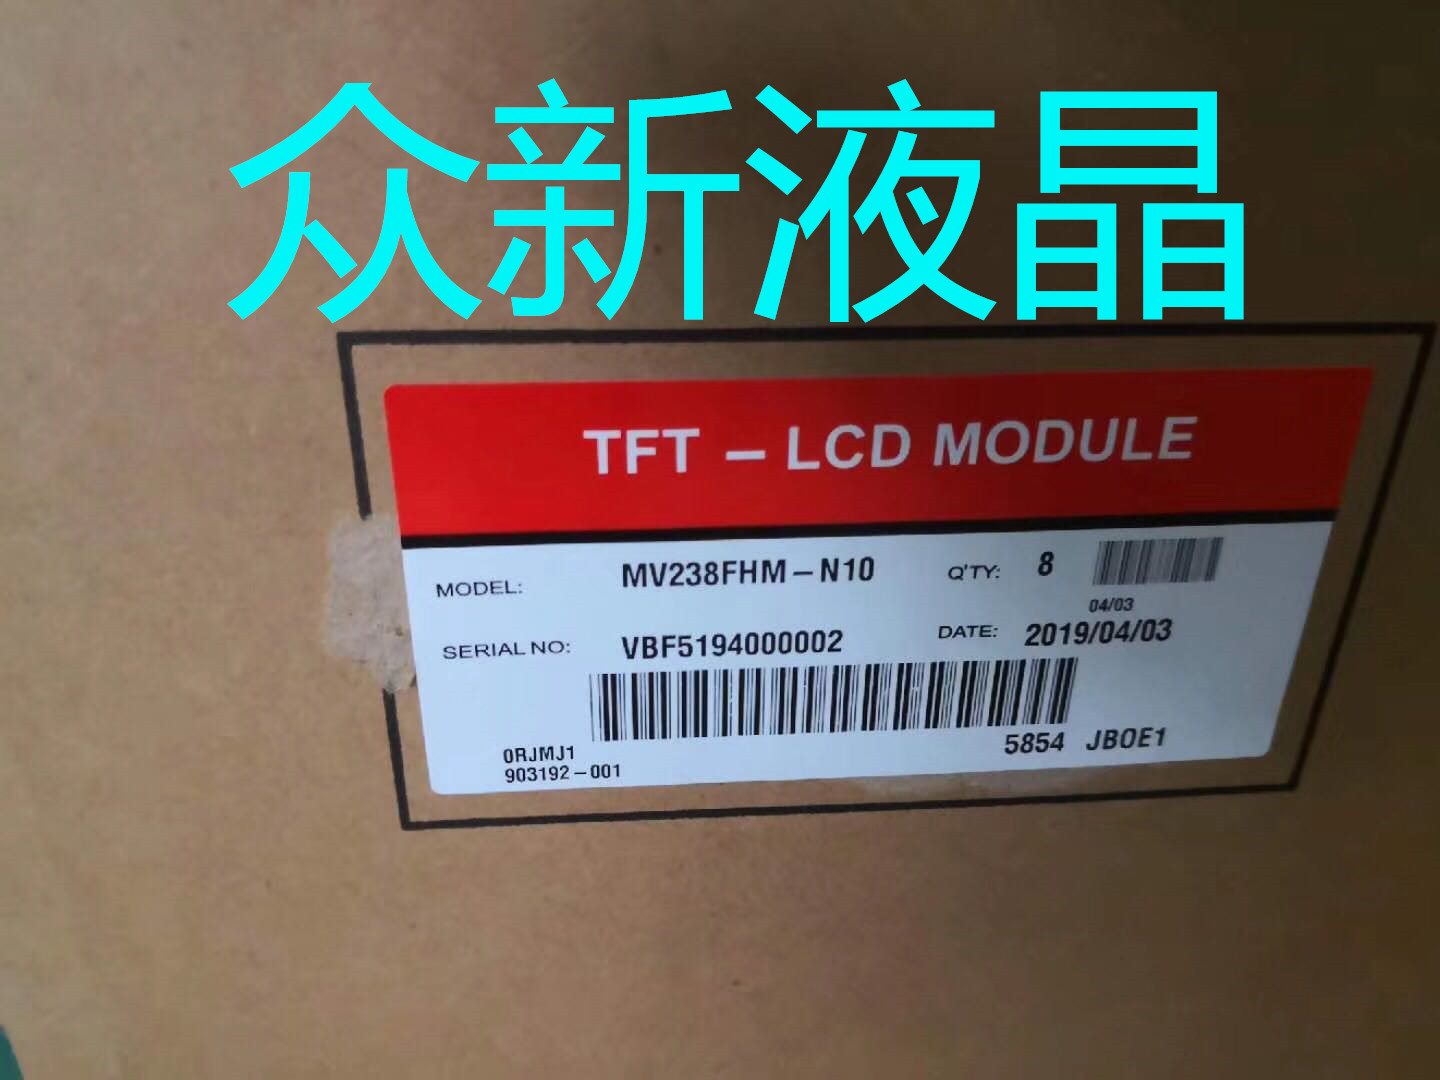 众新液晶
TFT – LCD MODULE
MODEL: MV238FHM – N10 Q'TY: 8
04/03
SERIAL NO: VBF5194000002 DATE: 2019/04/03
0RJMJ1
903192 – 001
5854 JBOE1